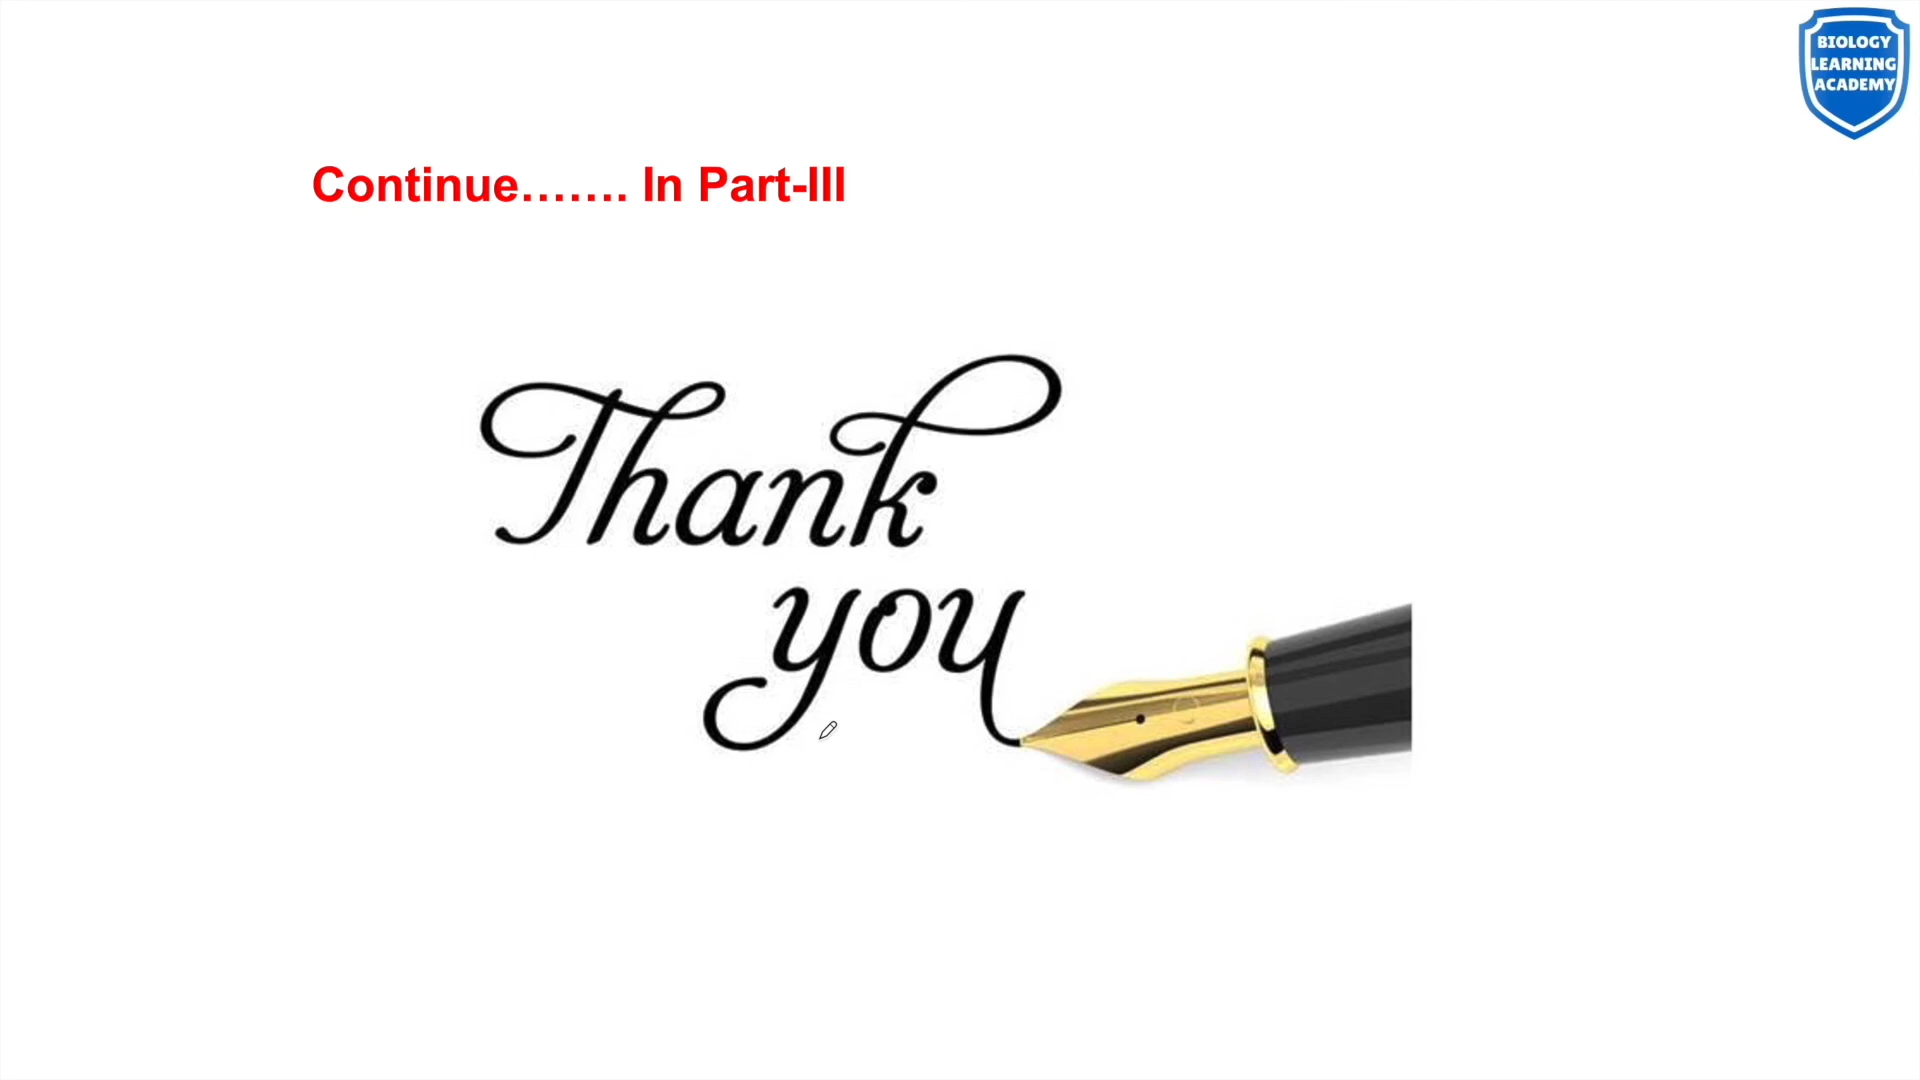 BIOLOGY
LEARNING
ACADEMY
Continue……. In Part-III
Thank
you